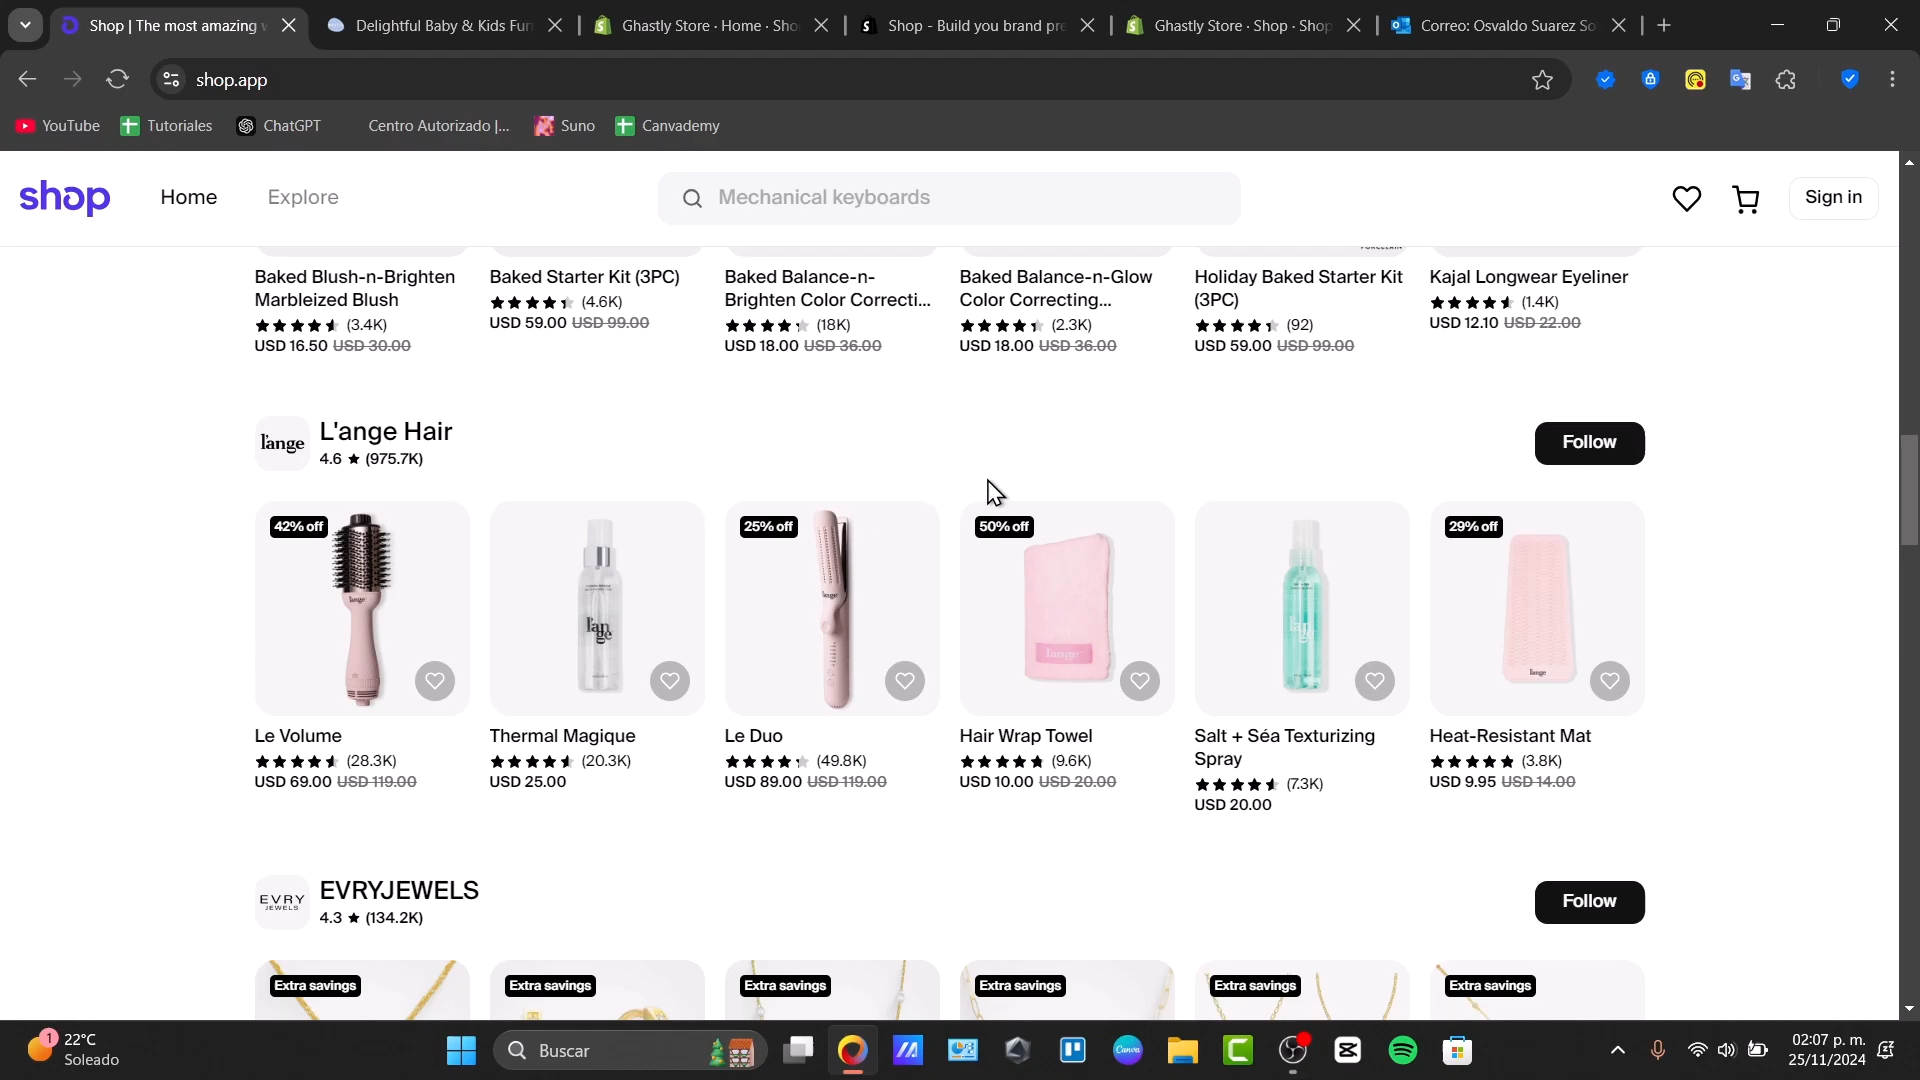 Shop | The most amazing
Delightful Baby & Kids Fur
Ghastly Store · Home · Sho
Shop - Build you brand pre
Ghastly Store · Shop · Shop
Correo: Osvaldo Suarez So
shop.app
YouTube
Tutoriales
ChatGPT
Centro Autorizado |...
Suno
Canvademy
shop
Home
Explore
Mechanical keyboards
Sign in
Baked Blush-n-Brighten
Marbleized Blush
(3.4K)
USD 16.50 USD 30.00
Baked Starter Kit (3PC)
(4.6K)
USD 59.00 USD 99.00
Baked Balance-n-
Brighten Color Correcti...
(18K)
USD 18.00 USD 36.00
Baked Balance-n-Glow
Color Correcting...
(2.3K)
USD 18.00 USD 36.00
Holiday Baked Starter Kit
(3PC)
(92)
USD 59.00 USD 99.00
Kajal Longwear Eyeliner
(1.4K)
USD 12.10 USD 22.00
l'ange
L'ange Hair
4.6 ★ (975.7K)
Follow
42% off
25% off
50% off
29% off
Le Volume
(28.3K)
USD 69.00 USD 119.00
Thermal Magique
(20.3K)
USD 25.00
Le Duo
(49.8K)
USD 89.00 USD 119.00
Hair Wrap Towel
(9.6K)
USD 10.00 USD 20.00
Salt + Séa Texturizing
Spray
(7.3K)
USD 20.00
Heat-Resistant Mat
(3.8K)
USD 9.95 USD 14.00
EVRY
JEWELS
EVRYJEWELS
4.3 ★ (134.2K)
Follow
Extra savings
Extra savings
Extra savings
Extra savings
Extra savings
Extra savings
1
22°C
Soleado
Buscar
Canva
02:07 p. m.
25/11/2024